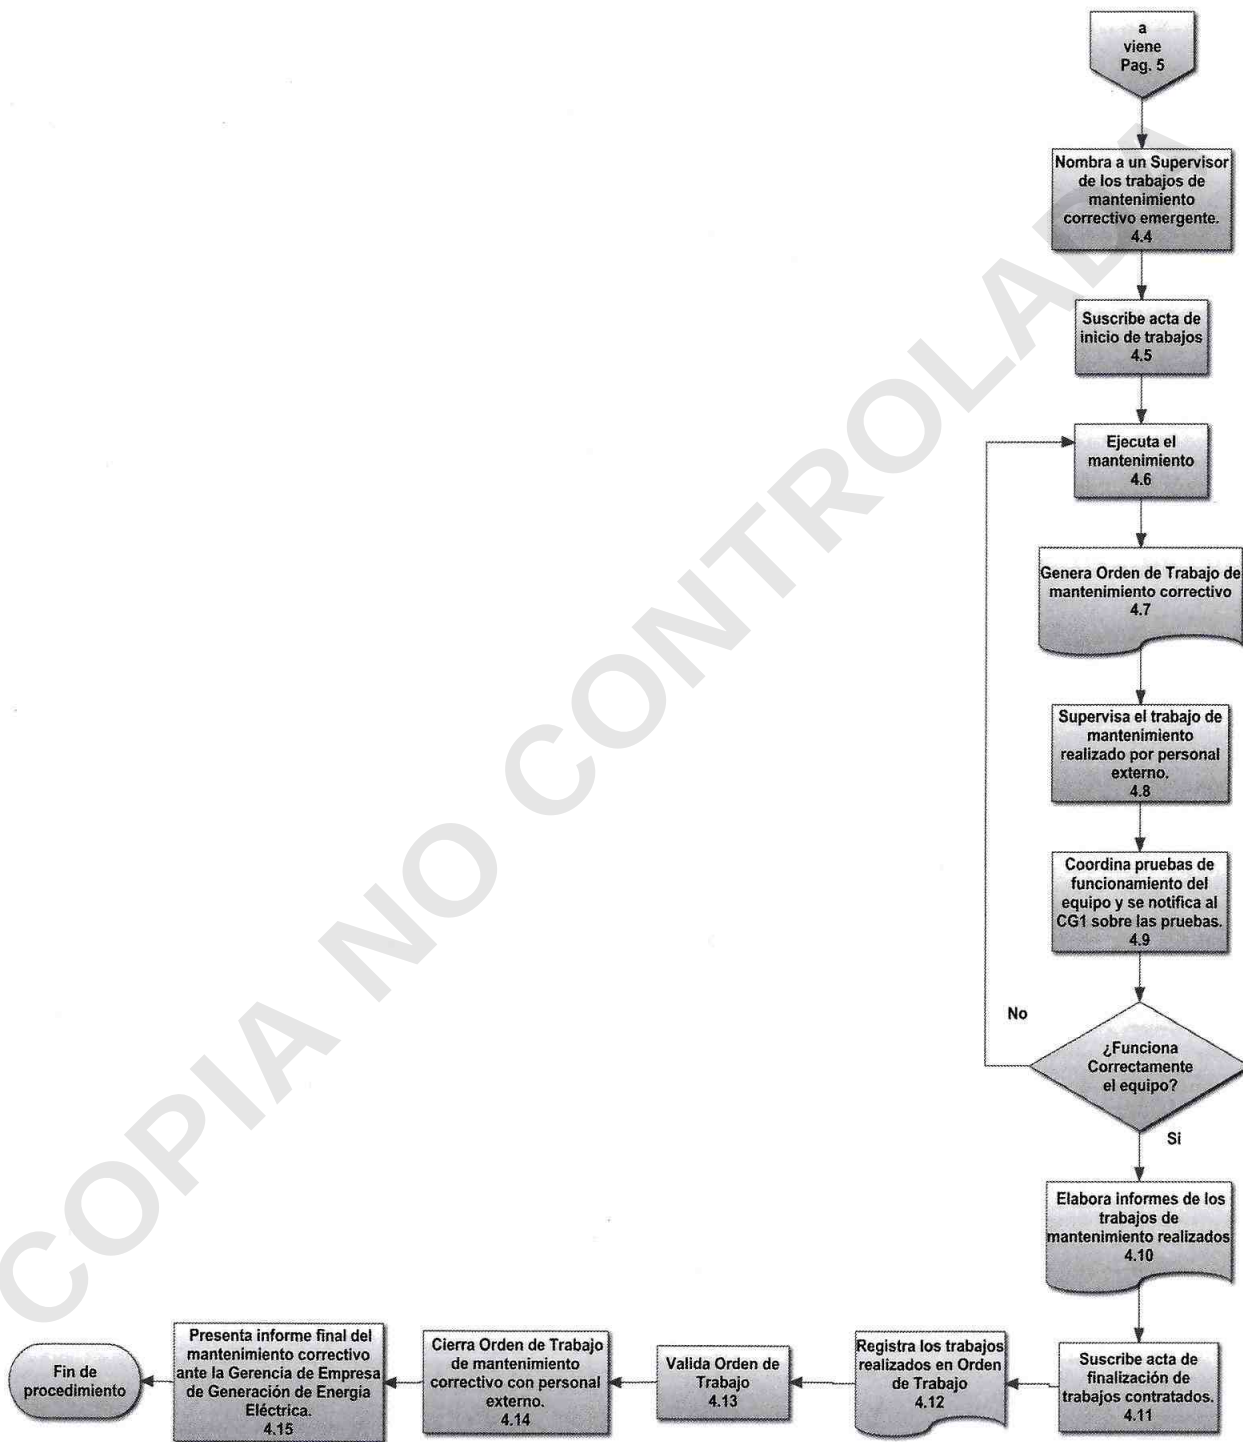 a
viene
Pag. 5
Nombra a un Supervisor
de los trabajos de
mantenimiento
correctivo emergente.
4.4
Suscribe acta de
inicio de trabajos
4.5
Ejecuta el
mantenimiento
4.6
Genera Orden de Trabajo de
mantenimiento correctivo
4.7
Supervisa el trabajo de
mantenimiento
realizado por personal
externo.
4.8
Coordina pruebas de
funcionamiento del
equipo y se notifica al
CG1 sobre las pruebas.
4.9
No
¿Funciona
Correctamente
el equipo?
Si
Elabora informes de los
trabajos de
mantenimiento realizados
4.10
Suscribe acta de
finalización de
trabajos contratados.
4.11
Registra los trabajos
realizados en Orden
de Trabajo
4.12
Valida Orden de
Trabajo
4.13
Cierra Orden de Trabajo
de mantenimiento
correctivo con personal
externo.
4.14
Presenta informe final del
mantenimiento correctivo
ante la Gerencia de Empresa
de Generación de Energía
Eléctrica.
4.15
Fin de
procedimiento
COPIA NO CONTROLADA